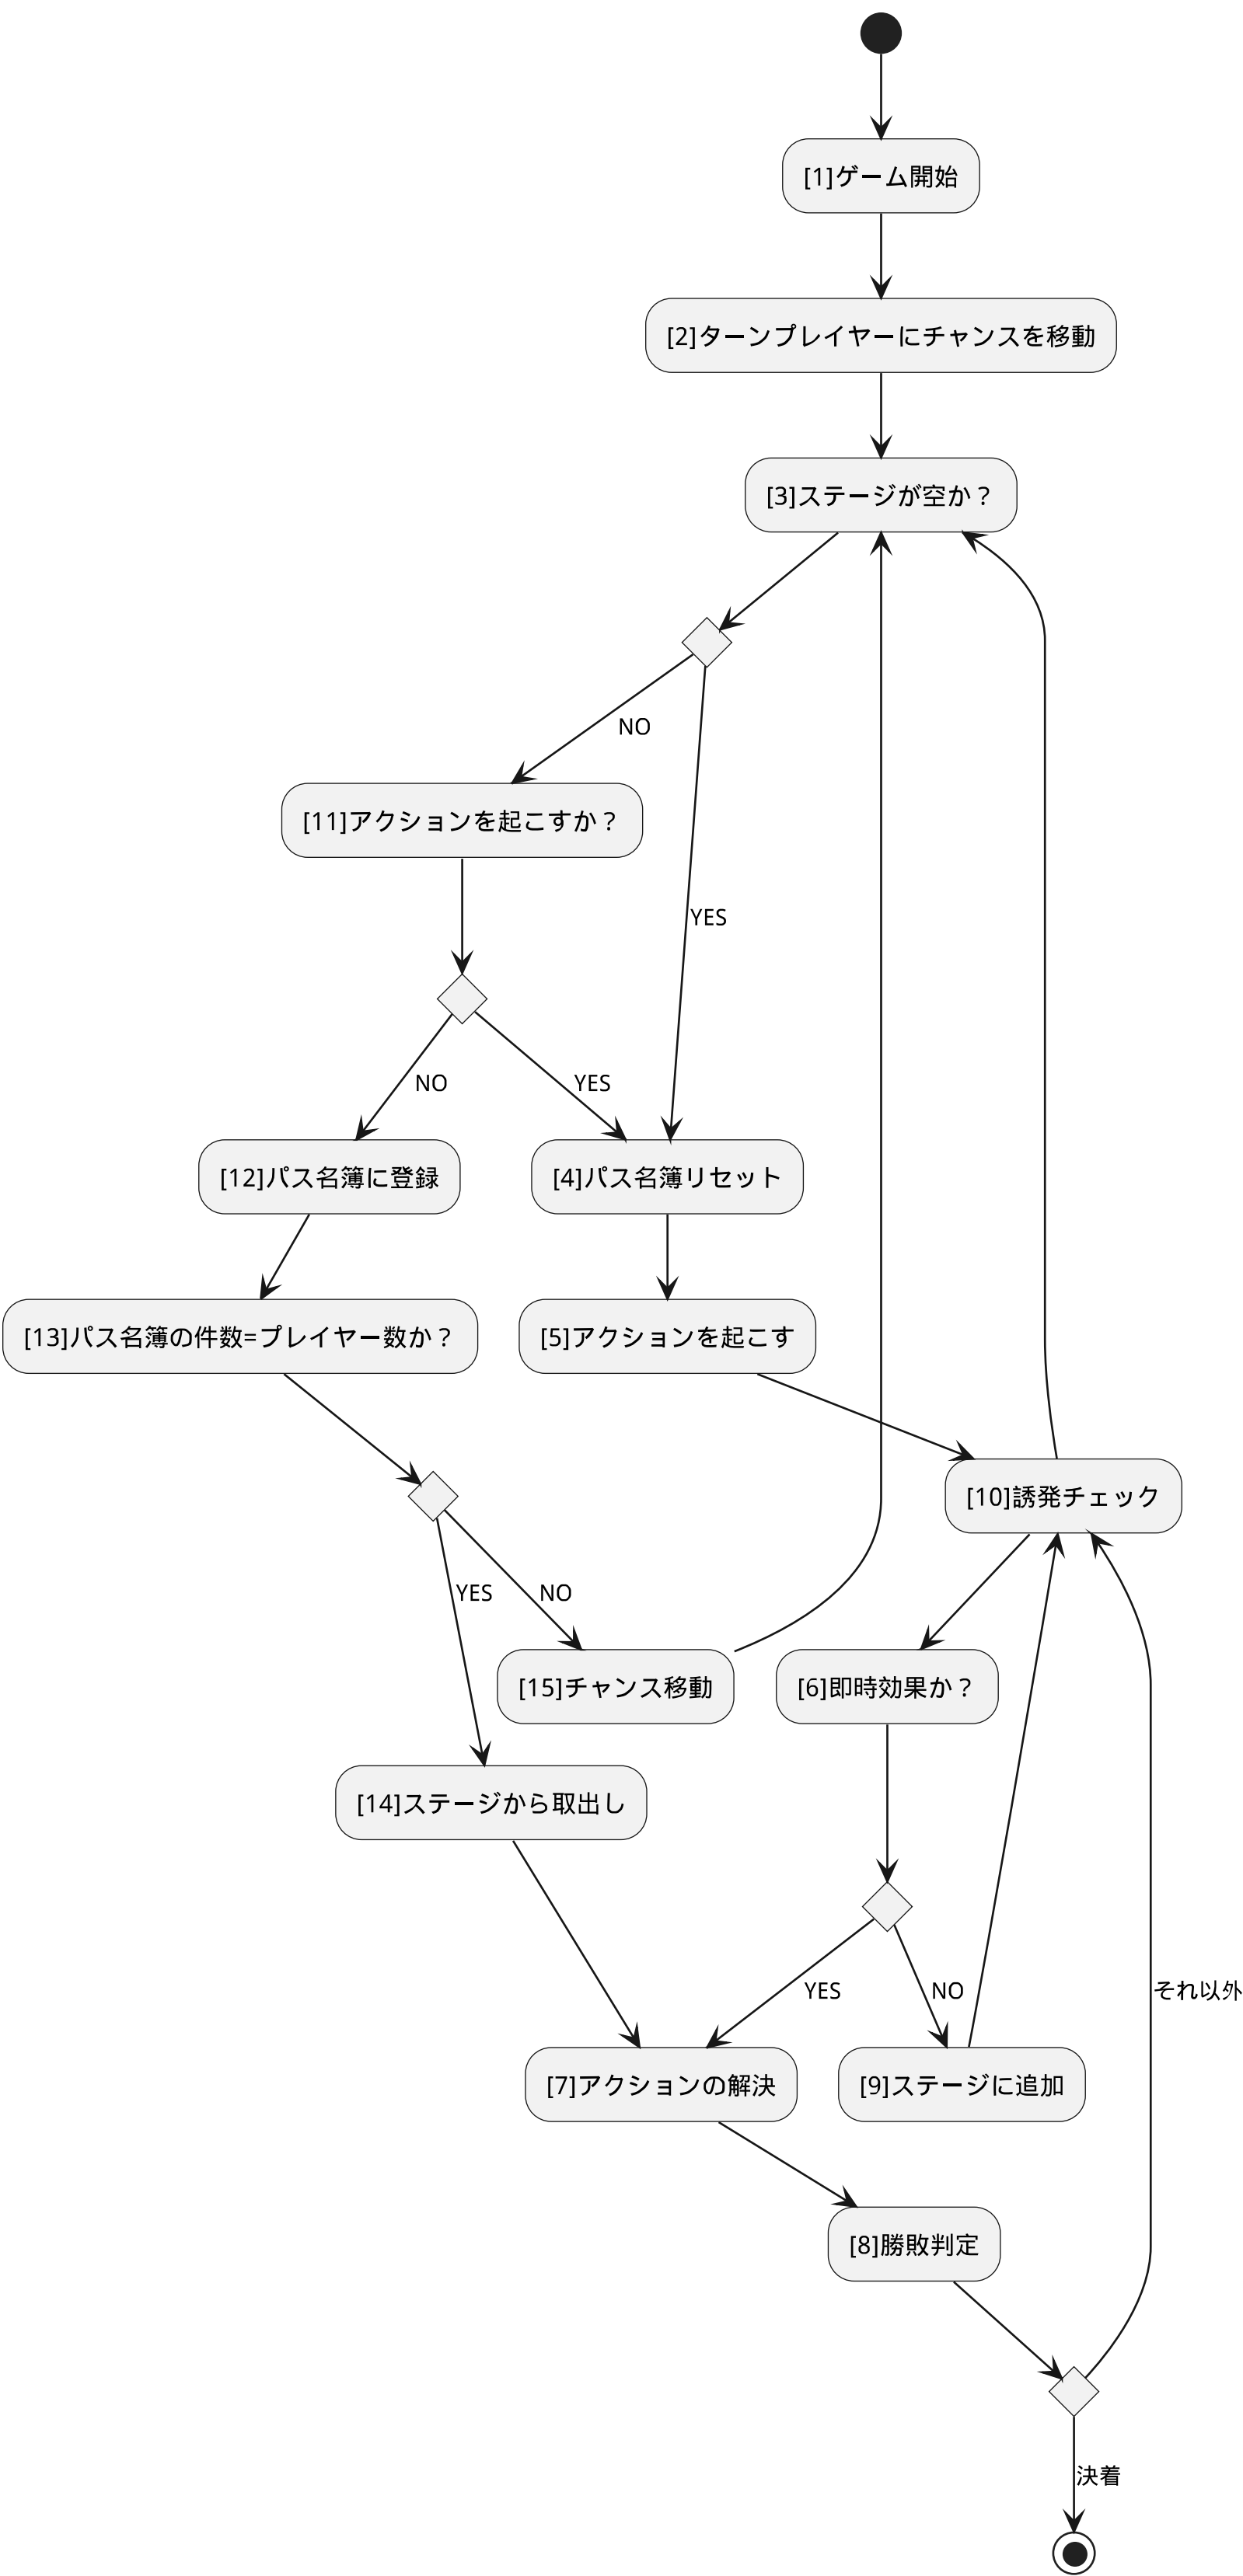 [1]ゲーム開始
[2]ターンプレイヤーにチャンスを移動
[3]ステージが空か？
NO
[11]アクションを起こすか？
YES
NO
YES
[12]パス名簿に登録
[4]パス名簿リセット
[13]パス名簿の件数=プレイヤー数か？
[5]アクションを起こす
[10]誘発チェック
YES
NO
[15]チャンス移動
[6]即時効果か？
[14]ステージから取出し
YES
NO
それ以外
[7]アクションの解決
[9]ステージに追加
[8]勝敗判定
決着